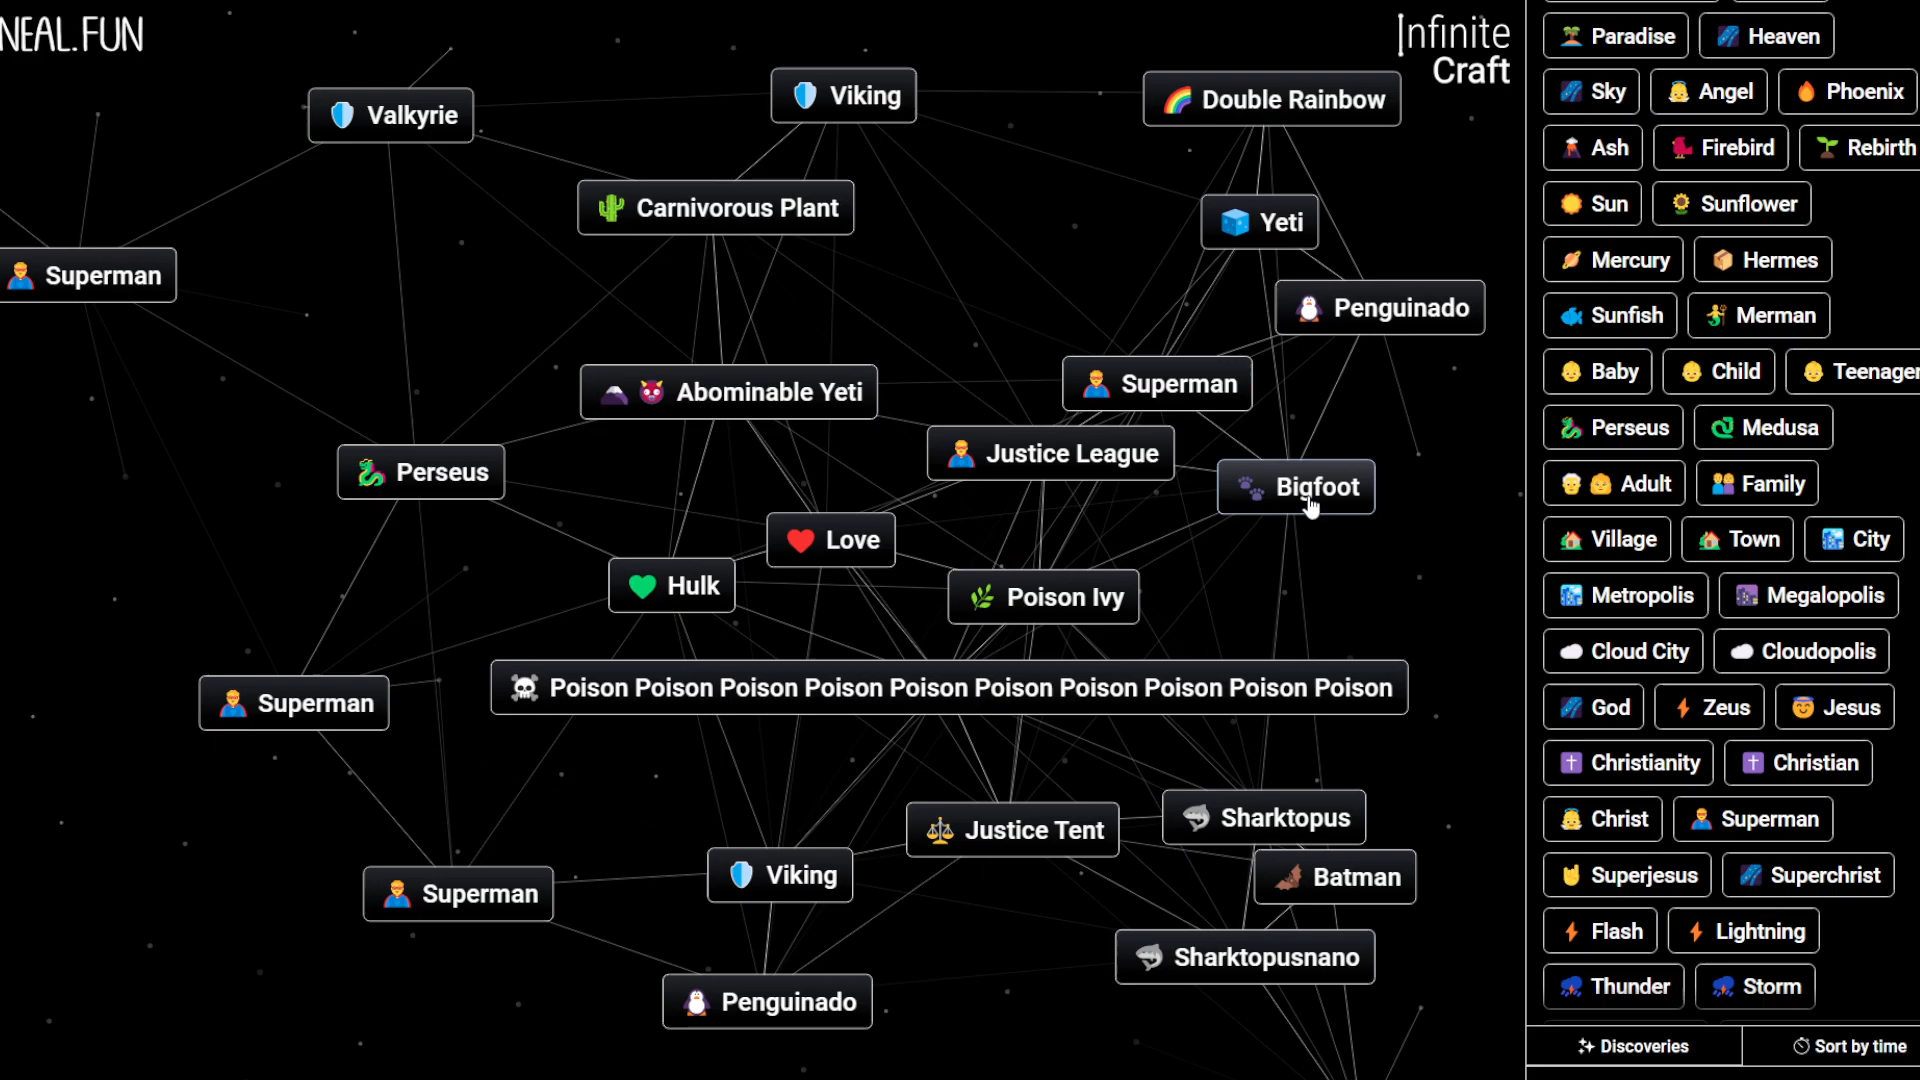 NEAL.FUN
Infinite
Craft
Valkyrie
Viking
Double Rainbow
Carnivorous Plant
Yeti
Superman
Penguinado
Abominable Yeti
Superman
Justice League
Perseus
Bigfoot
Love
Hulk
Poison Ivy
Superman
Poison Poison Poison Poison Poison Poison Poison Poison Poison Poison
Justice Tent
Sharktopus
Viking
Batman
Superman
Sharktopusnano
Penguinado
Paradise Heaven
Sky Angel Phoenix
Ash Firebird Rebirth
Sun Sunflower
Mercury Hermes
Sunfish Merman
Baby Child Teenager
Perseus Medusa
Adult Family
Village Town City
Metropolis Megalopolis
Cloud City Cloudopolis
God Zeus Jesus
Christianity Christian
Christ Superman
Superjesus Superchrist
Flash Lightning
Thunder Storm
Discoveries Sort by time